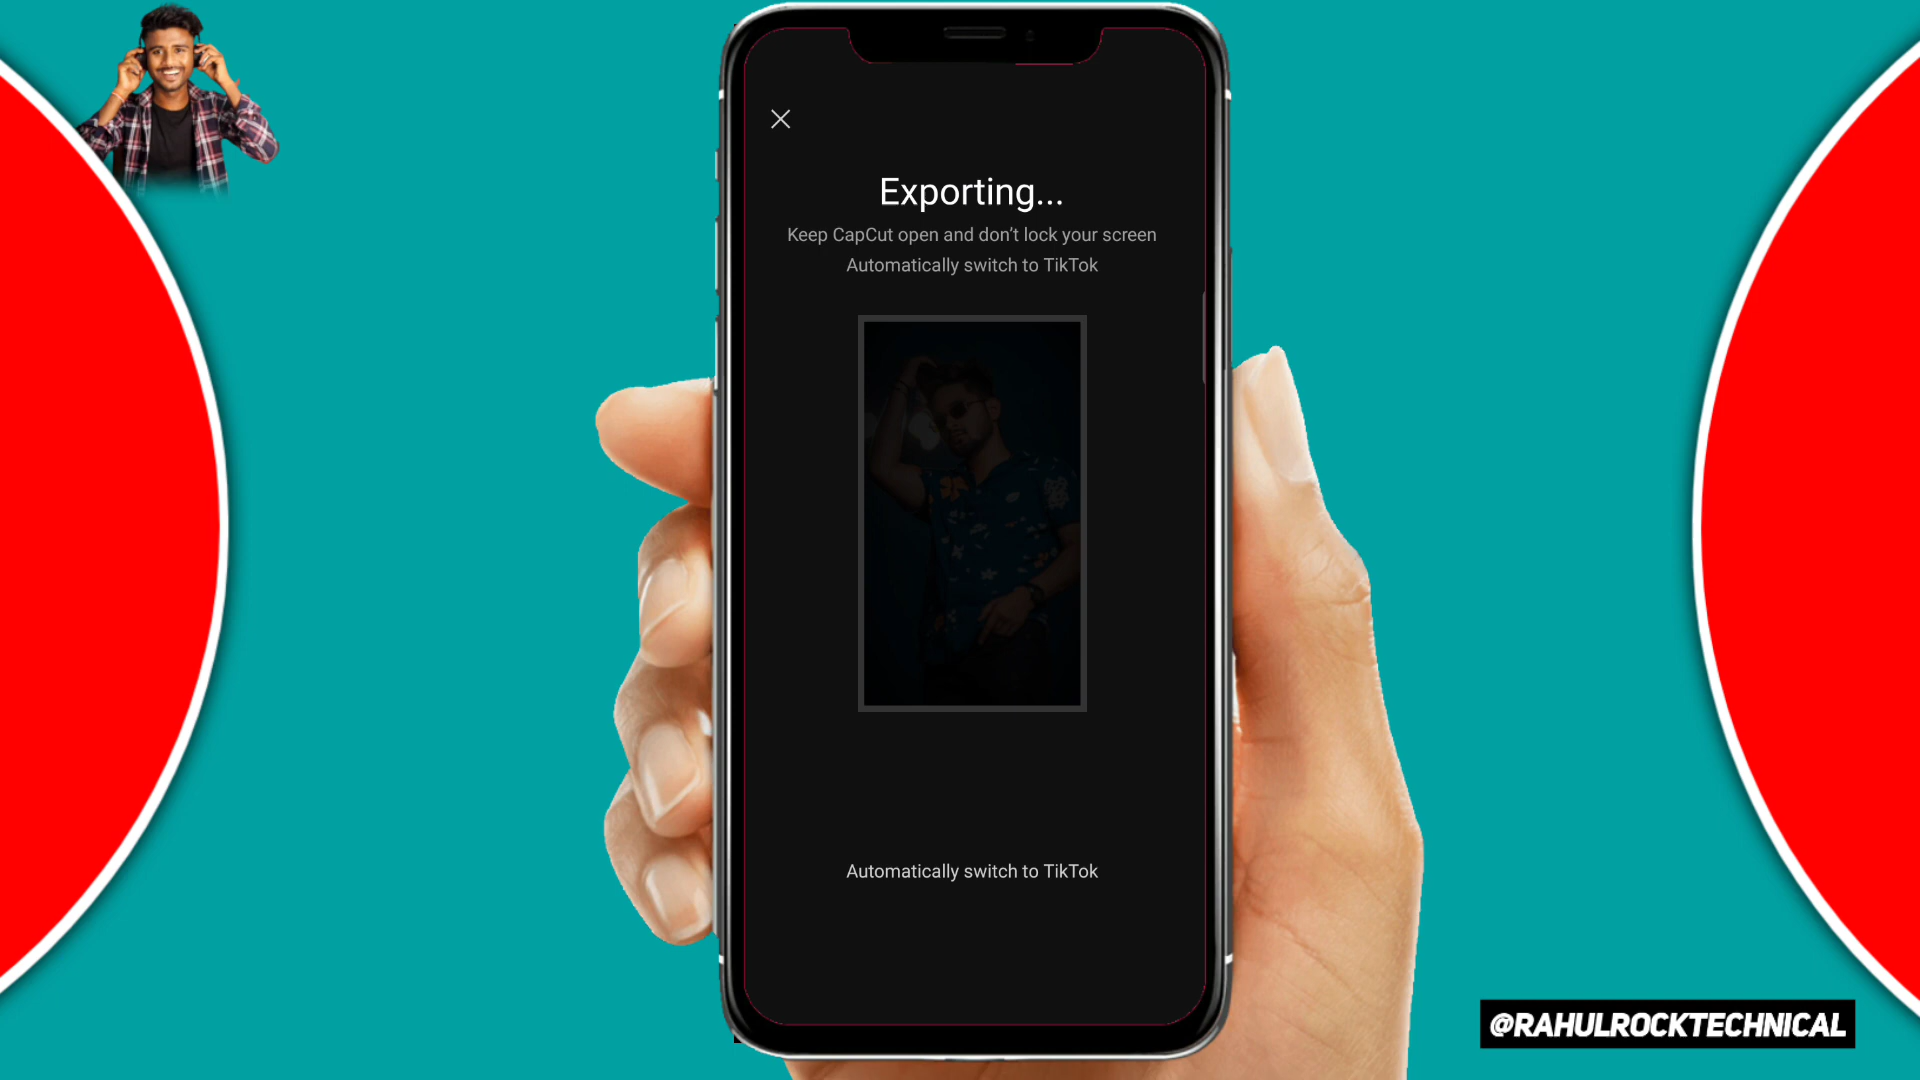 Exporting...
Keep CapCut open and don't lock your screen
Automatically switch to TikTok
Automatically switch to TikTok
@RAHULROCKTECHNICAL